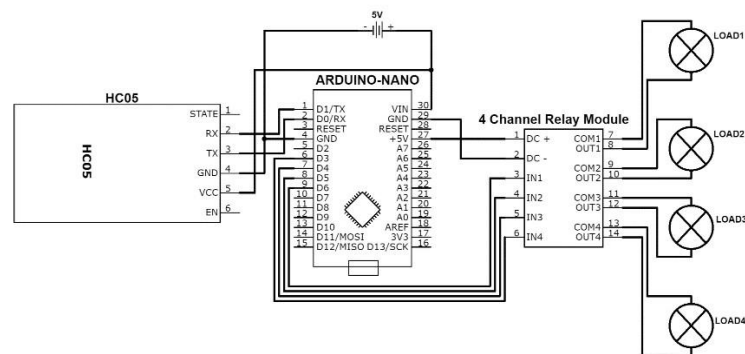 5V
- +
HC05
HC05
STATE 1
RX 2
TX 3
GND 4
VCC 5
EN 6
ARDUINO-NANO
1 D1/TX VIN 30
2 D0/RX GND 29
3 RESET RESET 28
4 GND +5V 27
5 D2 A7 26
6 D3 A6 25
7 D4 A5 24
8 D5 A4 23
9 D6 A3 22
10 D7 A2 21
11 D8 A1 20
12 D9 A0 19
13 D10 AREF 18
14 D11/MOSI 3V3 17
15 D12/MISO D13/SCK 16
4 Channel Relay Module
1 DC + COM1 7
OUT1 8
2 DC - COM2 9
3 IN1 OUT2 10
4 IN2 COM3 11
OUT3 12
5 IN3 COM4 13
6 IN4 OUT4 14
LOAD1
LOAD2
LOAD3
LOAD4